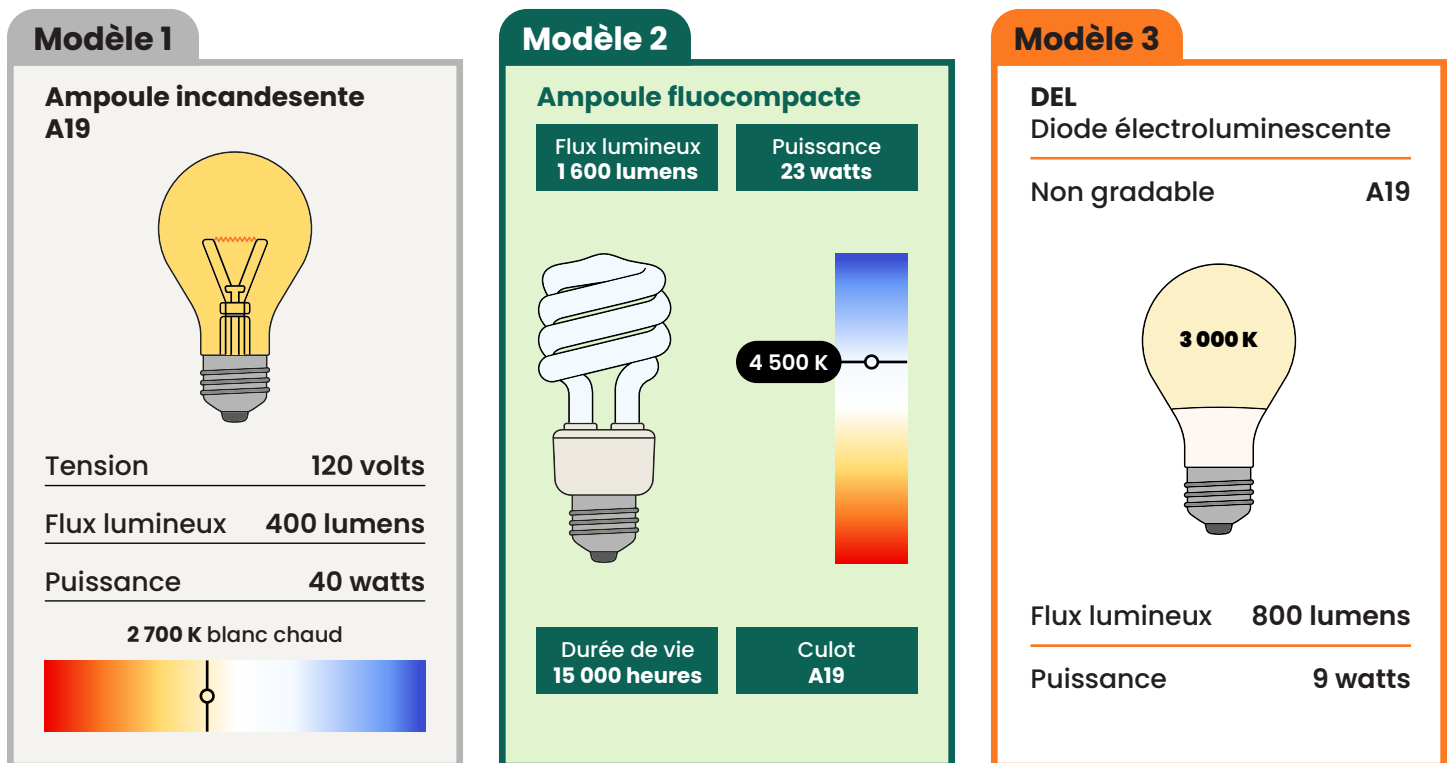 Modèle 1
Ampoule incandesente
A19
Tension 120 volts
Flux lumineux 400 lumens
Puissance 40 watts
2 700 K blanc chaud
Modèle 2
Ampoule fluocompacte
Flux lumineux
1 600 lumens
Puissance
23 watts
4 500 K
Durée de vie
15 000 heures
Culot
A19
Modèle 3
DEL
Diode électroluminescente
Non gradable A19
3 000 K
Flux lumineux 800 lumens
Puissance 9 watts